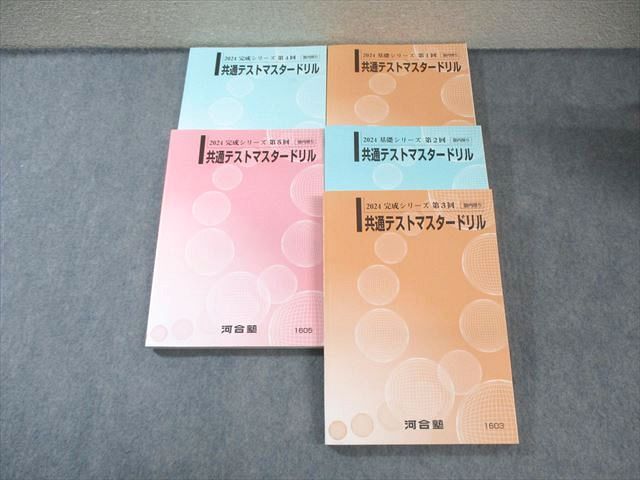 2024 完成シリーズ 第4回
共通テストマスタードリル
2024 基礎シリーズ 第1回
共通テストマスタードリル
2024 完成シリーズ 第5回
共通テストマスタードリル
河合塾
1605
2024 基礎シリーズ 第2回
共通テストマスタードリル
2024 完成シリーズ 第3回
共通テストマスタードリル
河合塾
1603